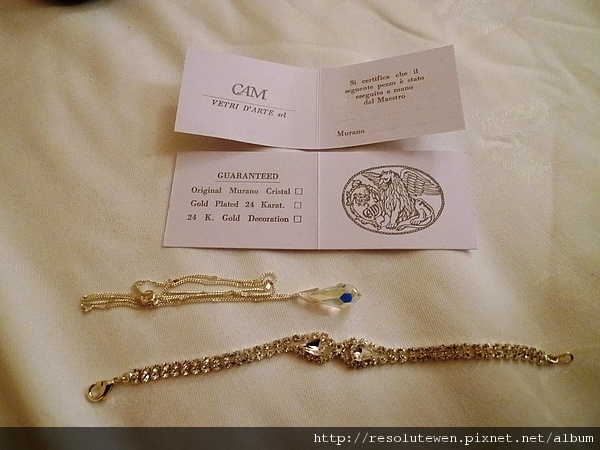 CAM
VETRI D'ARTE srl
Si certifica che il
seguente pezzo è stato
eseguito a mano
dal Maestro
Murano
GUARANTEED
Original Murano Cristal
Gold Plated 24 Karat.
24 K. Gold Decoration
http://resolutewen.pixnet.net/album